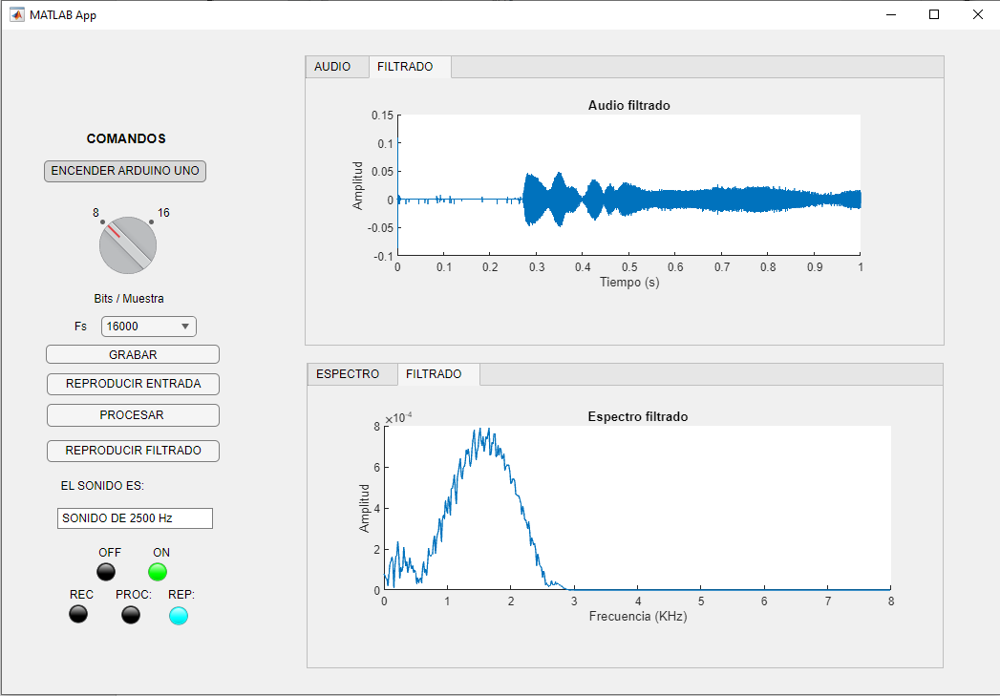 MATLAB App
COMANDOS
ENCENDER ARDUINO UNO
8 16
Bits / Muestra
Fs 16000
GRABAR
REPRODUCIR ENTRADA
PROCESAR
REPRODUCIR FILTRADO
EL SONIDO ES:
SONIDO DE 2500 Hz
OFF ON
REC PROC: REP:
AUDIO FILTRADO
Audio filtrado
Amplitud
0.15
0.1
0.05
0
-0.05
-0.1
0 0.1 0.2 0.3 0.4 0.5 0.6 0.7 0.8 0.9 1
Tiempo (s)
ESPECTRO FILTRADO
Espectro filtrado
×10⁻⁴
Amplitud
8
6
4
2
0
0 1 2 3 4 5 6 7 8
Frecuencia (KHz)